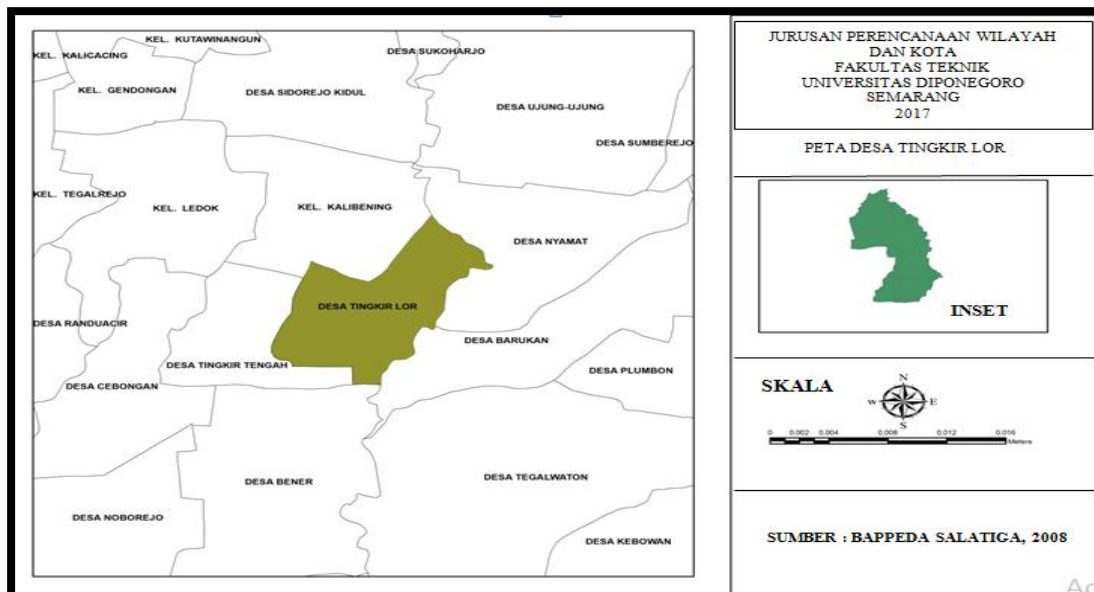 KEL. KUTAWINANGUN
KEL. KALICACING
DESA SUKOHARJO
KEL. GENDONGAN
DESA SIDOREJO KIDUL
DESA UJUNG-UJUNG
DESA SUMBEREJO
KEL. TEGALREJO
KEL. LEDOK
KEL. KALIBENING
DESA NYAMAT
DESA TINGKIR LOR
DESA RANDUACIR
DESA BARUKAN
DESA TINGKIR TENGAH
DESA PLUMBON
DESA CEBONGAN
DESA BENER
DESA TEGALWATON
DESA NOBOREJO
DESA KEBOWAN
JURUSAN PERENCANAAN WILAYAH
DAN KOTA
FAKULTAS TEKNIK
UNIVERSITAS DIPONEGORO
SEMARANG
2017
PETA DESA TINGKIR LOR
INSET
SKALA
N
W E
S
0 0.002 0.004 0.008 0.012 0.016
Meters
SUMBER : BAPPEDA SALATIGA, 2008